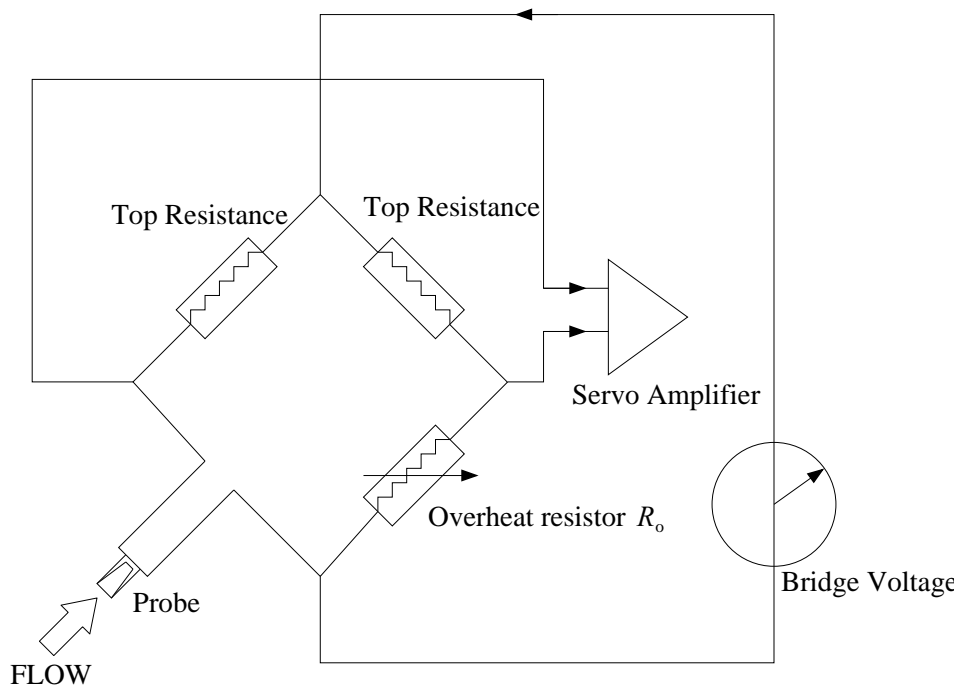 Top Resistance
Top Resistance
Servo Amplifier
Overheat resistor Ro
Bridge Voltage
Probe
FLOW